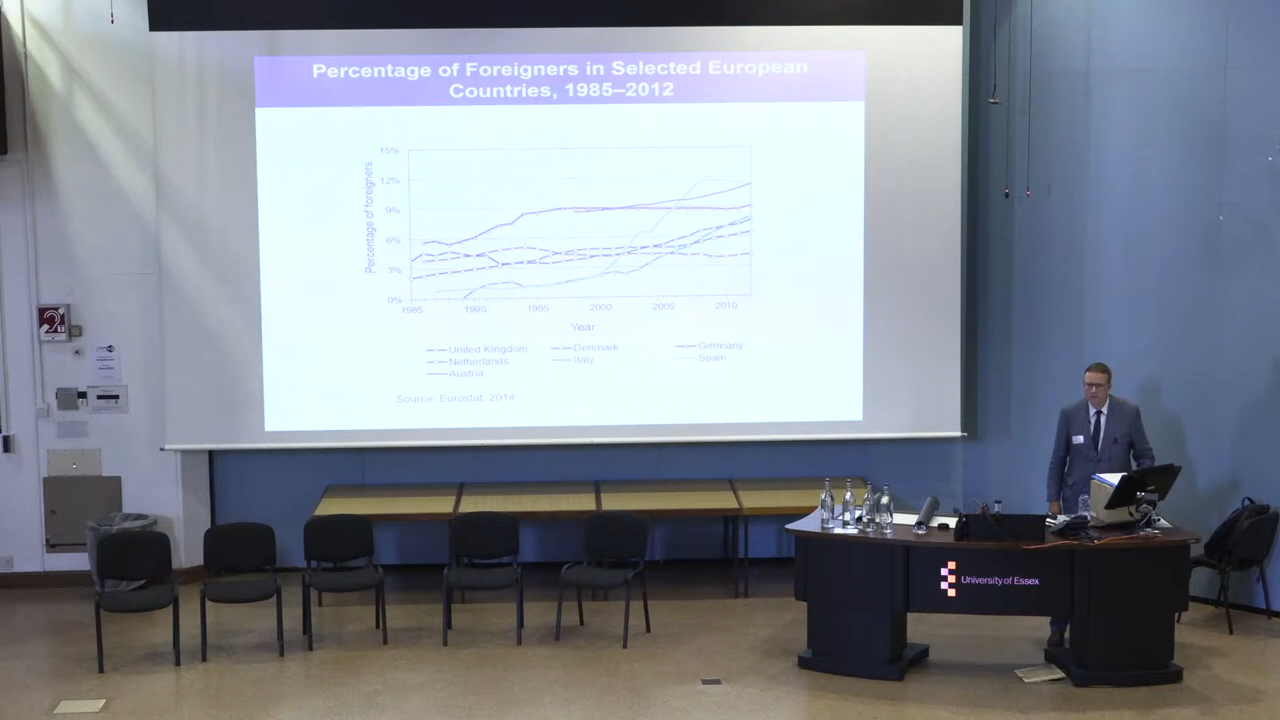 Percentage of Foreigners in Selected European
Countries, 1985–2012
Percentage of foreigners
15%
12%
9%
6%
3%
0%
1985
1990
1995
2000
2005
2010
Year
United Kingdom
Denmark
Germany
Netherlands
Italy
Spain
Austria
Source: Eurostat, 2014
University of Essex